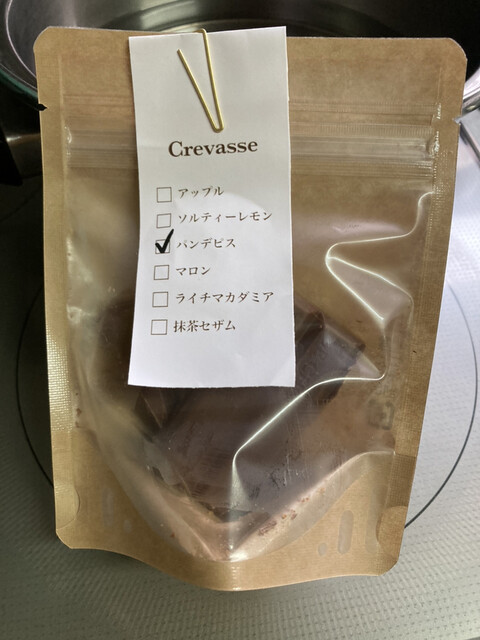 Crevasse
アップル
ソルティーレモン
パンデピス
マロン
ライチマカダミア
抹茶セザム